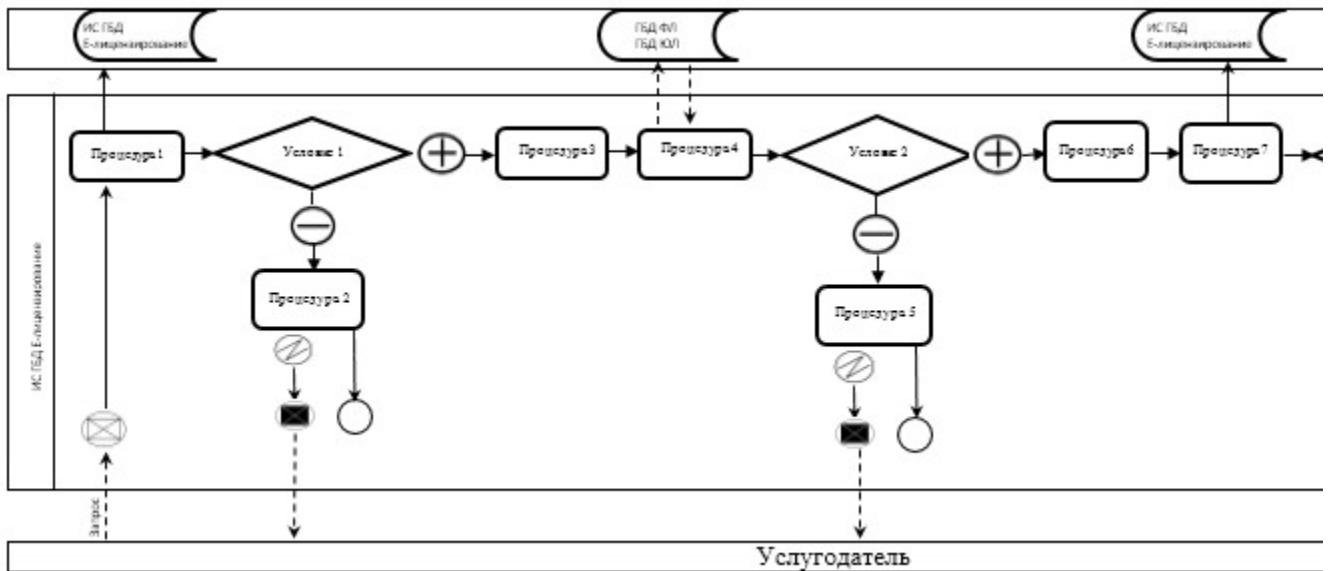 ИС ГБД
Е-лицензирование
ГБД ФЛ
ГБД ЮЛ
ИС ГБД
Е-лицензирование
Процедура 1
Условие 1
Процедура 3
Процедура 4
Условие 2
Процедура 6
Процедура 7
Процедура 2
Процедура 5
ИС ГБД Е-лицензирование
Запрос
Услугодатель